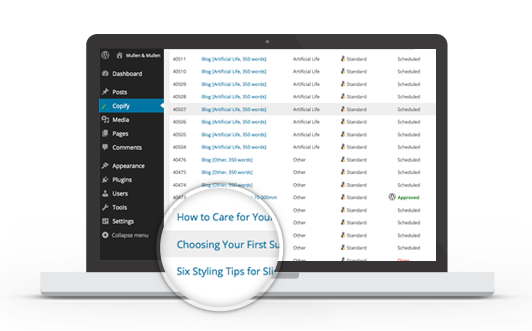 Mullen & Mullen
Dashboard
Posts
Copify
Media
Pages
Comments
Appearance
Plugins
Users
Tools
Settings
Collapse menu
40511 Blog [Artificial Life, 350 words] Artificial Life Standard Scheduled
40510 Blog [Artificial Life, 350 words] Artificial Life Standard Scheduled
40509 Blog [Artificial Life, 350 words] Artificial Life Standard Scheduled
40508 Blog [Artificial Life, 350 words] Artificial Life Standard Scheduled
40507 Blog [Artificial Life, 350 words] Artificial Life Standard Scheduled
40506 Blog [Artificial Life, 350 words] Artificial Life Standard Scheduled
40505 Blog [Artificial Life, 350 words] Artificial Life Standard Scheduled
40504 Blog [Artificial Life, 350 words] Artificial Life Standard Scheduled
40476 Blog [Other, 350 words] Other Standard Scheduled
40475 Blog [Other, 350 words] Other Standard Scheduled
40474 Blog [Other, 350 words] Other Standard Scheduled
Other Standard Approved
How to Care for Your
Other Standard Scheduled
Other Standard Scheduled
Choosing Your First Su
Other Standard Scheduled
Other Standard Scheduled
Six Styling Tips for Sli
Other Standard